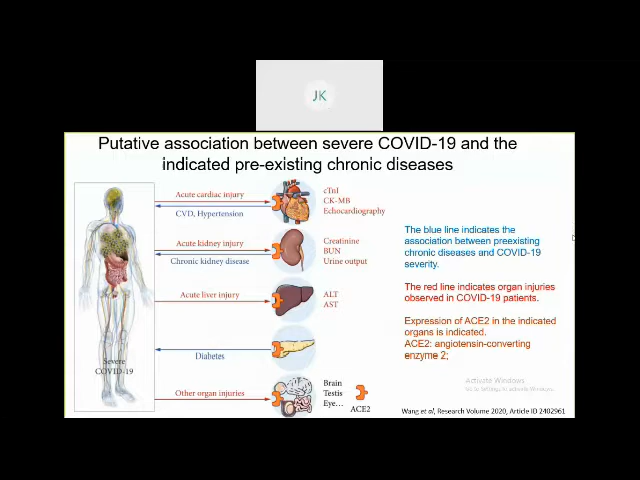 JK
Putative association between severe COVID-19 and the
indicated pre-existing chronic diseases
Acute cardiac injury
CVD, Hypertension
cTnI
CK-MB
Echocardiography
Acute kidney injury
Chronic kidney disease
Creatinine
BUN
Urine output
Acute liver injury
ALT
AST
Diabetes
Severe
COVID-19
Other organ injuries
Brain
Testis
Eye...
ACE2
The blue line indicates the
association between preexisting
chronic diseases and COVID-19
severity.
The red line indicates organ injuries
observed in COVID-19 patients.
Expression of ACE2 in the indicated
organs is indicated.
ACE2: angiotensin-converting
enzyme 2;
Activate Windows
Go to Settings to activate Windows.
Wang et al, Research Volume 2020, Article ID 2402961